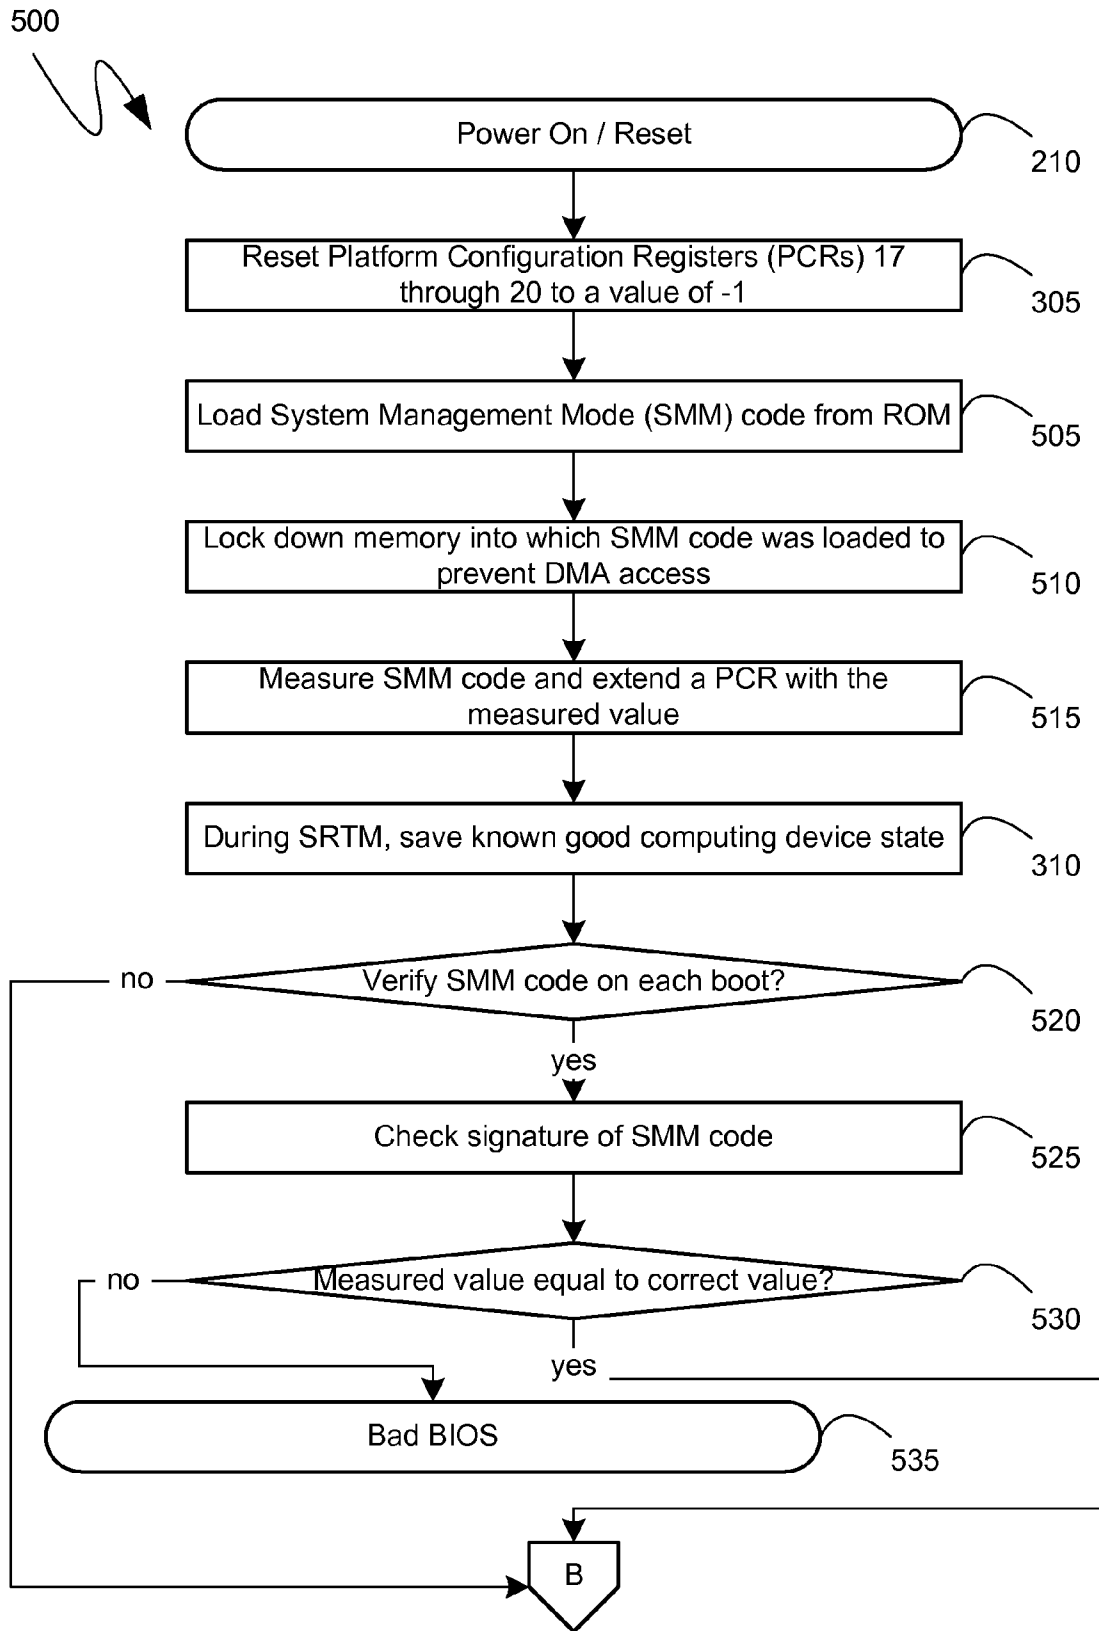 500
Power On / Reset
210
Reset Platform Configuration Registers (PCRs) 17
through 20 to a value of -1
305
Load System Management Mode (SMM) code from ROM
505
Lock down memory into which SMM code was loaded to
prevent DMA access
510
Measure SMM code and extend a PCR with the
measured value
515
During SRTM, save known good computing device state
310
no
Verify SMM code on each boot?
520
yes
Check signature of SMM code
525
no
Measured value equal to correct value?
530
yes
Bad BIOS
535
B